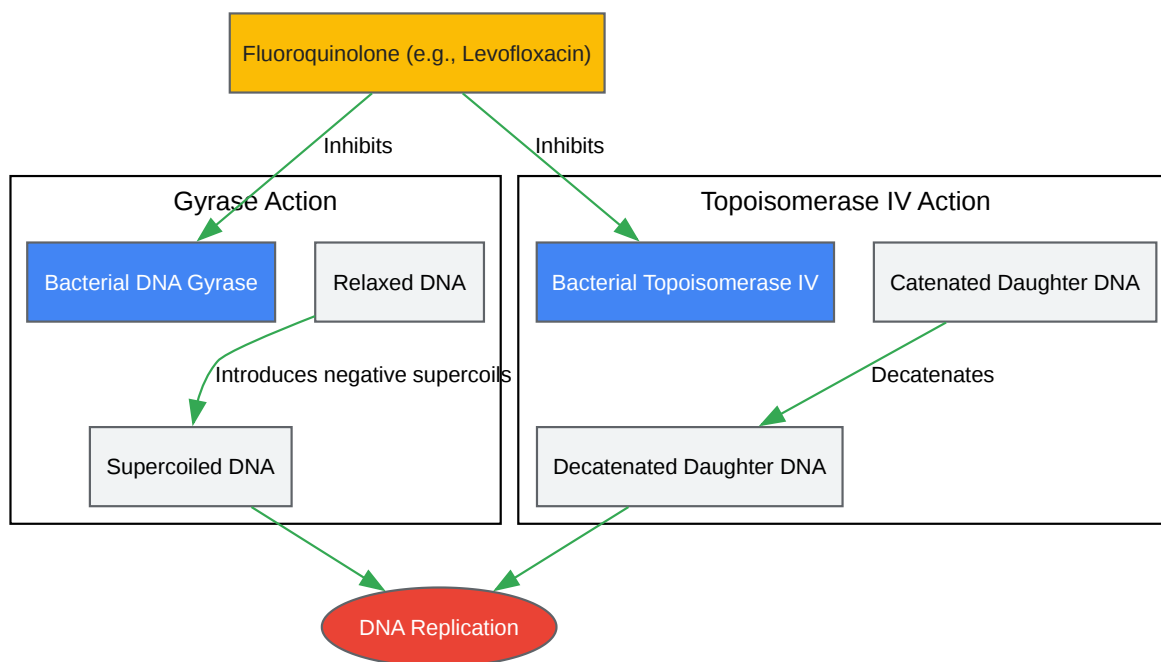 Fluoroquinolone (e.g., Levofloxacin)
Inhibits
Inhibits
Gyrase Action
Topoisomerase IV Action
Bacterial DNA Gyrase
Relaxed DNA
Bacterial Topoisomerase IV
Catenated Daughter DNA
Introduces negative supercoils
Decatenates
Supercoiled DNA
Decatenated Daughter DNA
DNA Replication